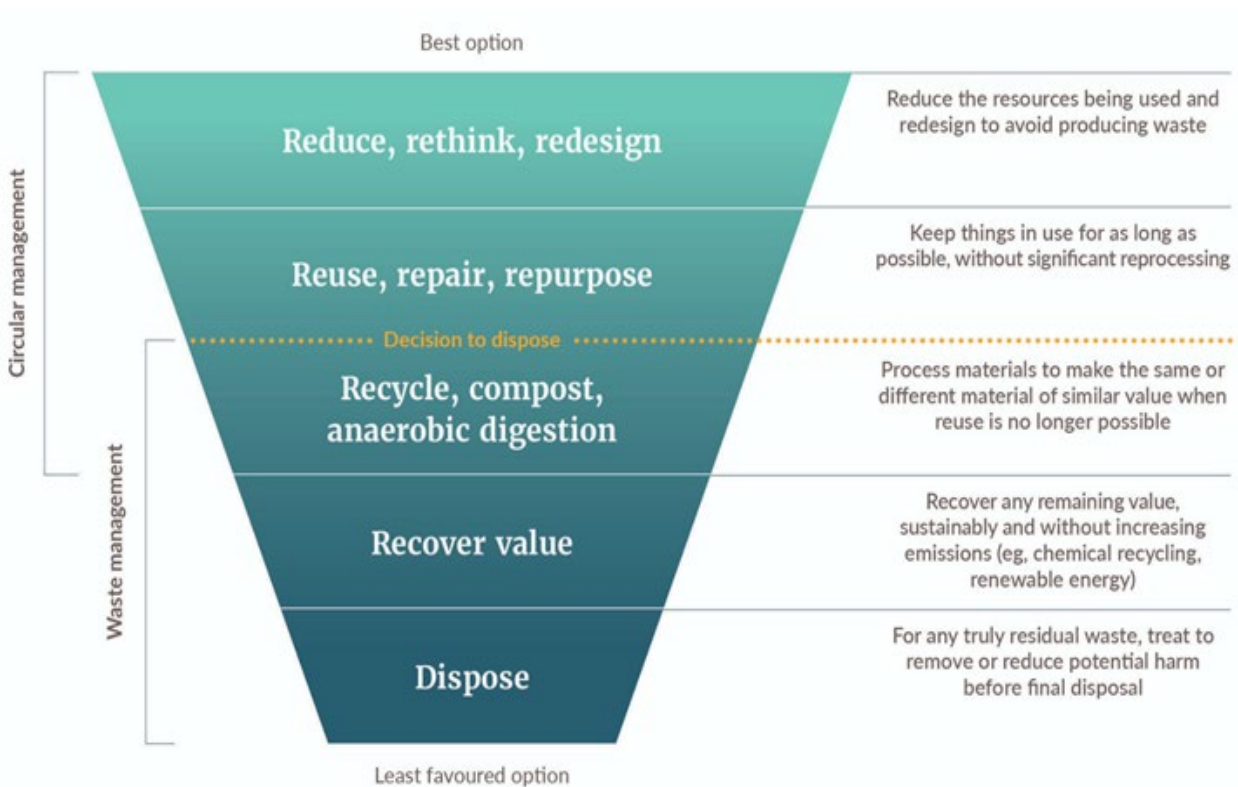 Best option
Circular management
Waste management
Reduce, rethink, redesign
Reduce the resources being used and
redesign to avoid producing waste
Reuse, repair, repurpose
Keep things in use for as long as
possible, without significant reprocessing
Decision to dispose
Recycle, compost,
anaerobic digestion
Process materials to make the same or
different material of similar value when
reuse is no longer possible
Recover value
Recover any remaining value,
sustainably and without increasing
emissions (eg, chemical recycling,
renewable energy)
Dispose
For any truly residual waste, treat to
remove or reduce potential harm
before final disposal
Least favoured option